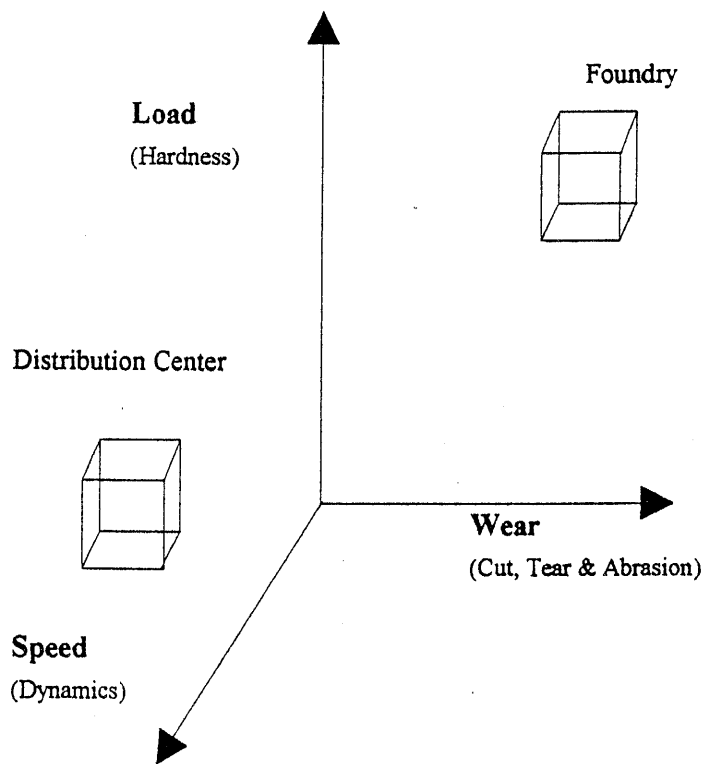 Foundry
Load
(Hardness)
Distribution Center
Wear
(Cut, Tear & Abrasion)
Speed
(Dynamics)